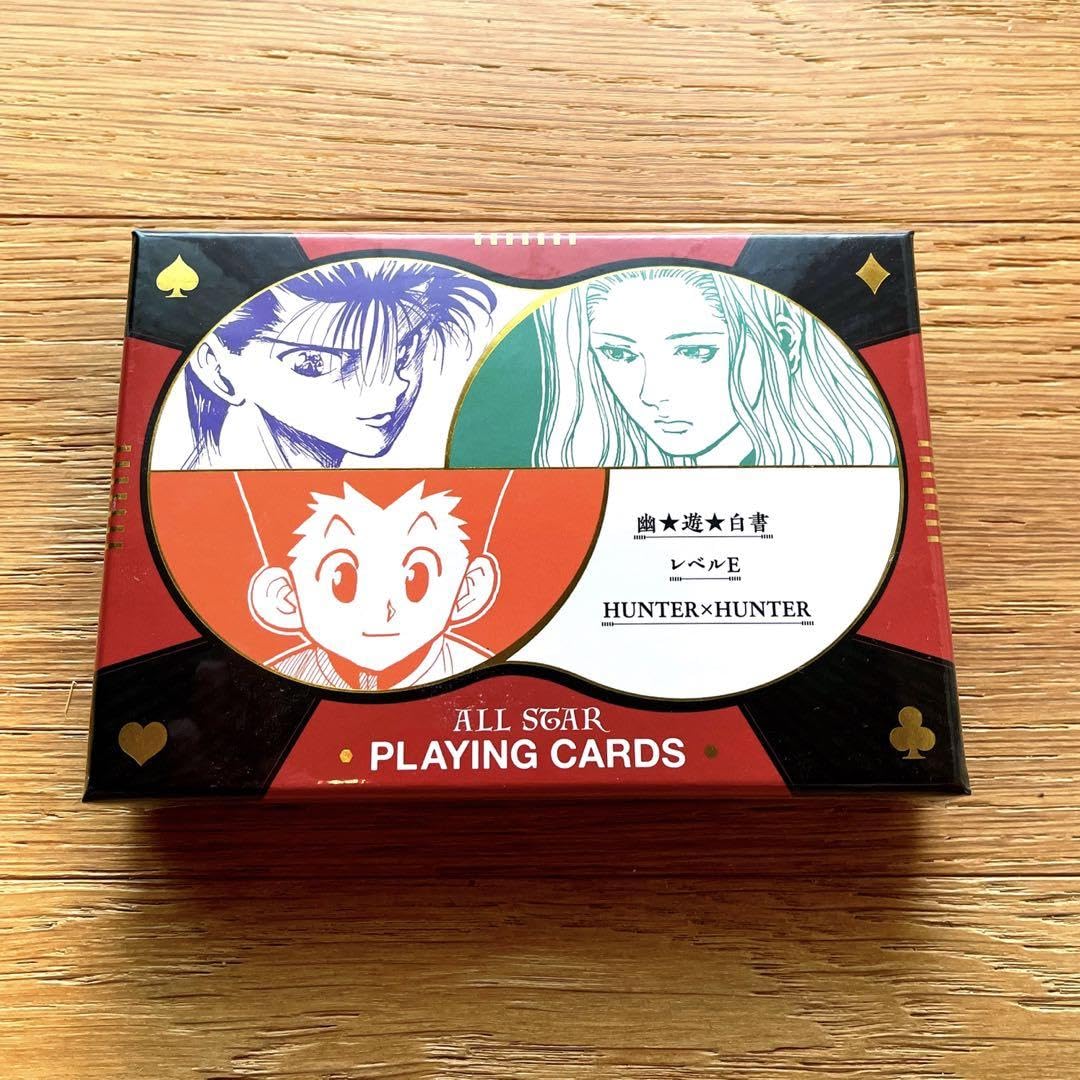 幽★遊★白書
レベルE
HUNTER×HUNTER
ALL STAR
PLAYING CARDS